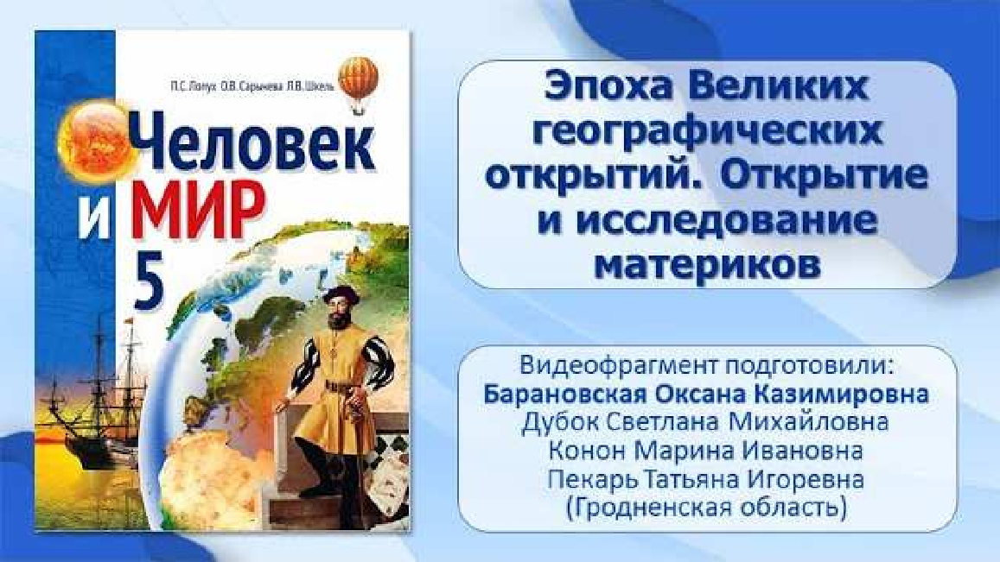 П.С. Лопух О.В. Сарычева Л.В. Шкель
Человек
и МИР
5
Эпоха Великих
географических
открытий. Открытие
и исследование
материков
Видеофрагмент подготовили:
Барановская Оксана Казимировна
Дубок Светлана Михайловна
Конон Марина Ивановна
Пекарь Татьяна Игоревна
(Гродненская область)